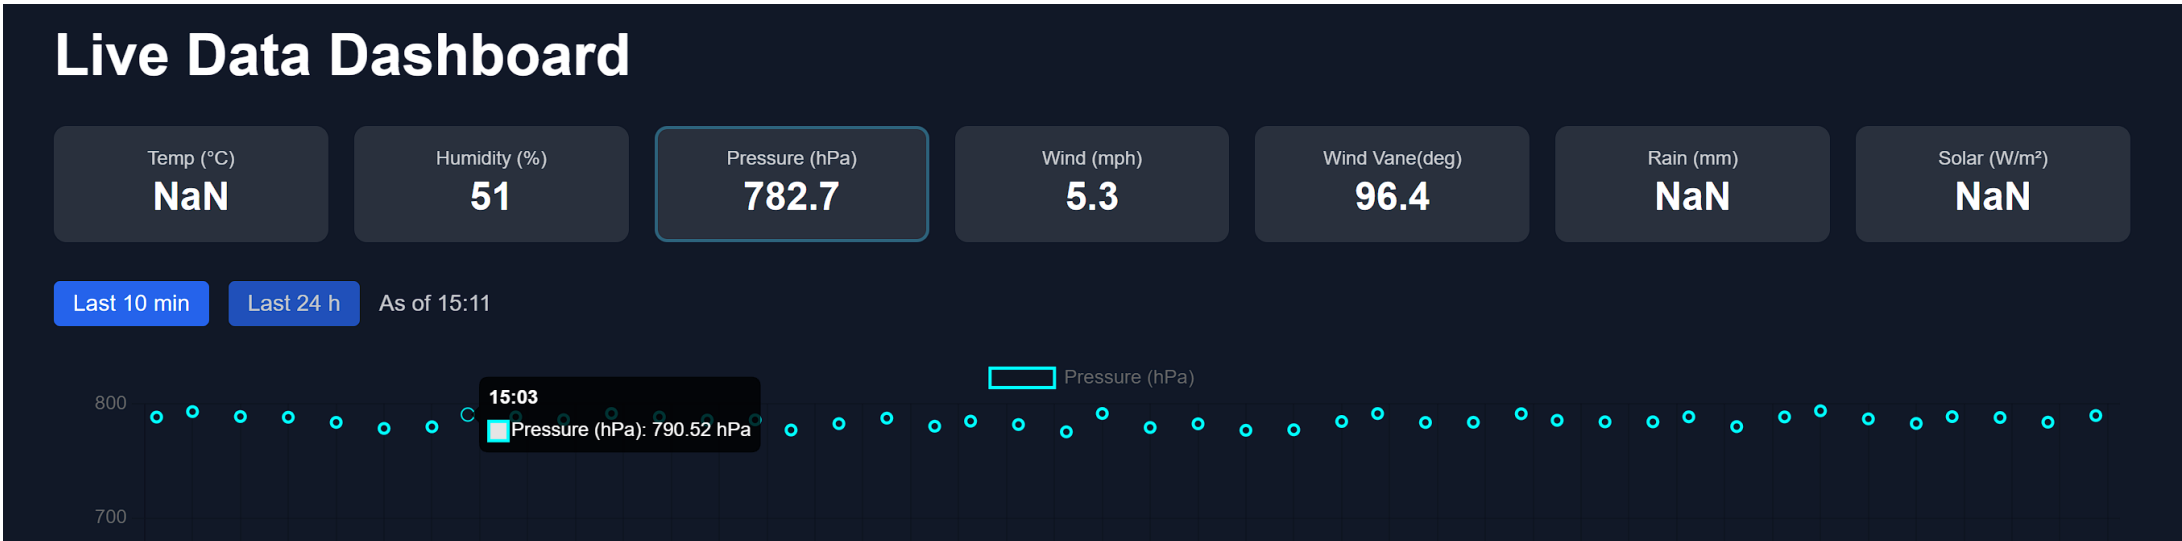 Live Data Dashboard
Temp (°C)
NaN
Humidity (%)
51
Pressure (hPa)
782.7
Wind (mph)
5.3
Wind Vane(deg)
96.4
Rain (mm)
NaN
Solar (W/m²)
NaN
Last 10 min
Last 24 h
As of 15:11
Pressure (hPa)
800
15:03
Pressure (hPa): 790.52 hPa
700